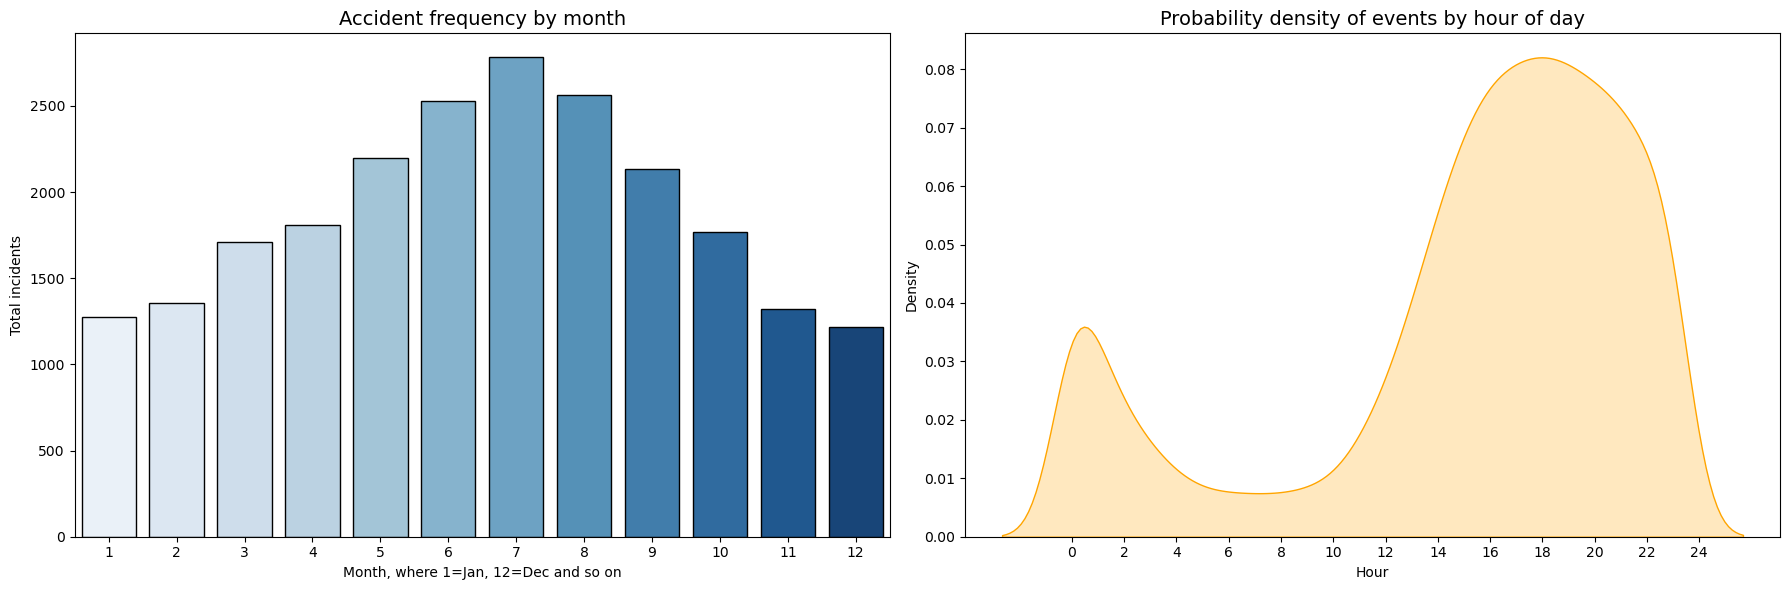 Accident frequency by month
Total incidents
2500
2000
1500
1000
500
0
1 2 3 4 5 6 7 8 9 10 11 12
Month, where 1=Jan, 12=Dec and so on
Probability density of events by hour of day
Density
0.08
0.07
0.06
0.05
0.04
0.03
0.02
0.01
0.00
0 2 4 6 8 10 12 14 16 18 20 22 24
Hour